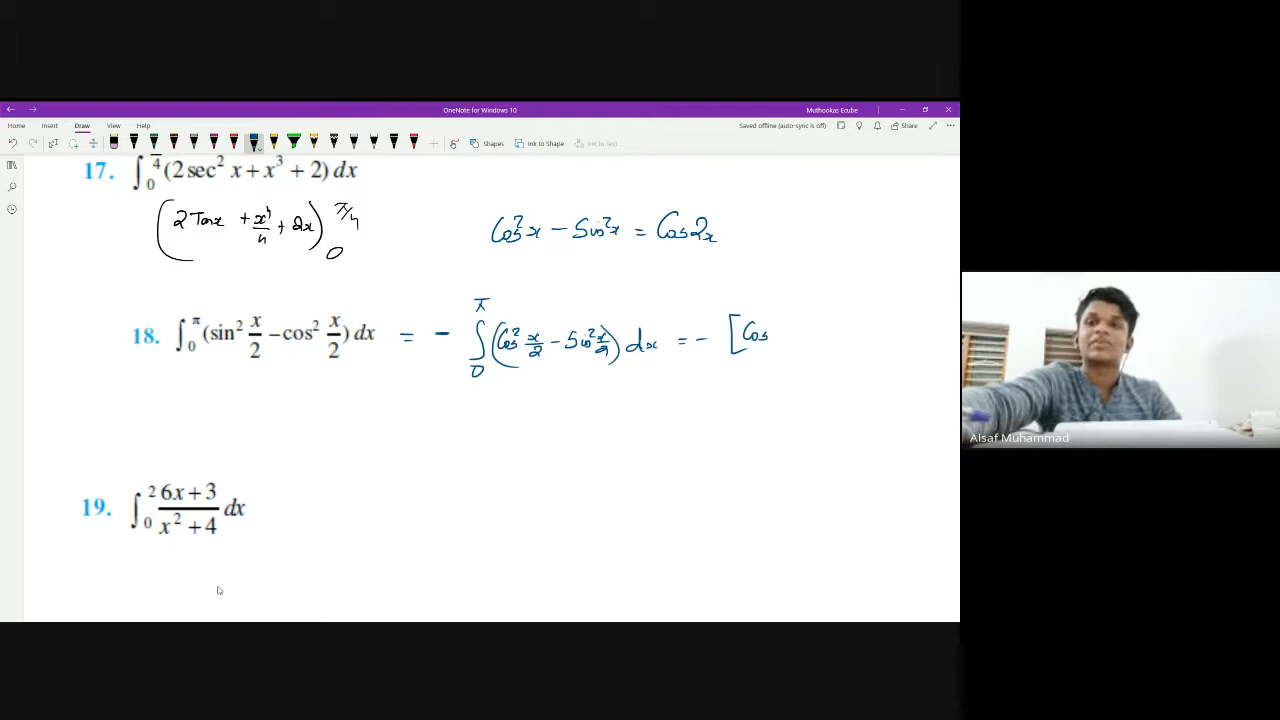 OneNote for Windows 10
Muthookas Ecube
Home Insert Draw View Help
Saved offline (auto-sync is off)
Share
Shapes Ink to Shape Ink to Text
17. ∫₀^{π/4} (2 sec² x + x³ + 2) dx
(2 Tan x + x⁴/4 + 2x) π/4 0
Cos²x − Sin²x = Cos2x
18. ∫₀^π (sin² x/2 − cos² x/2) dx = − ∫₀^π (Cos² x/2 − Sin² x/2) dx = − [Cos
Alsaf Muhammad
19. ∫₀² (6x + 3)/(x² + 4) dx